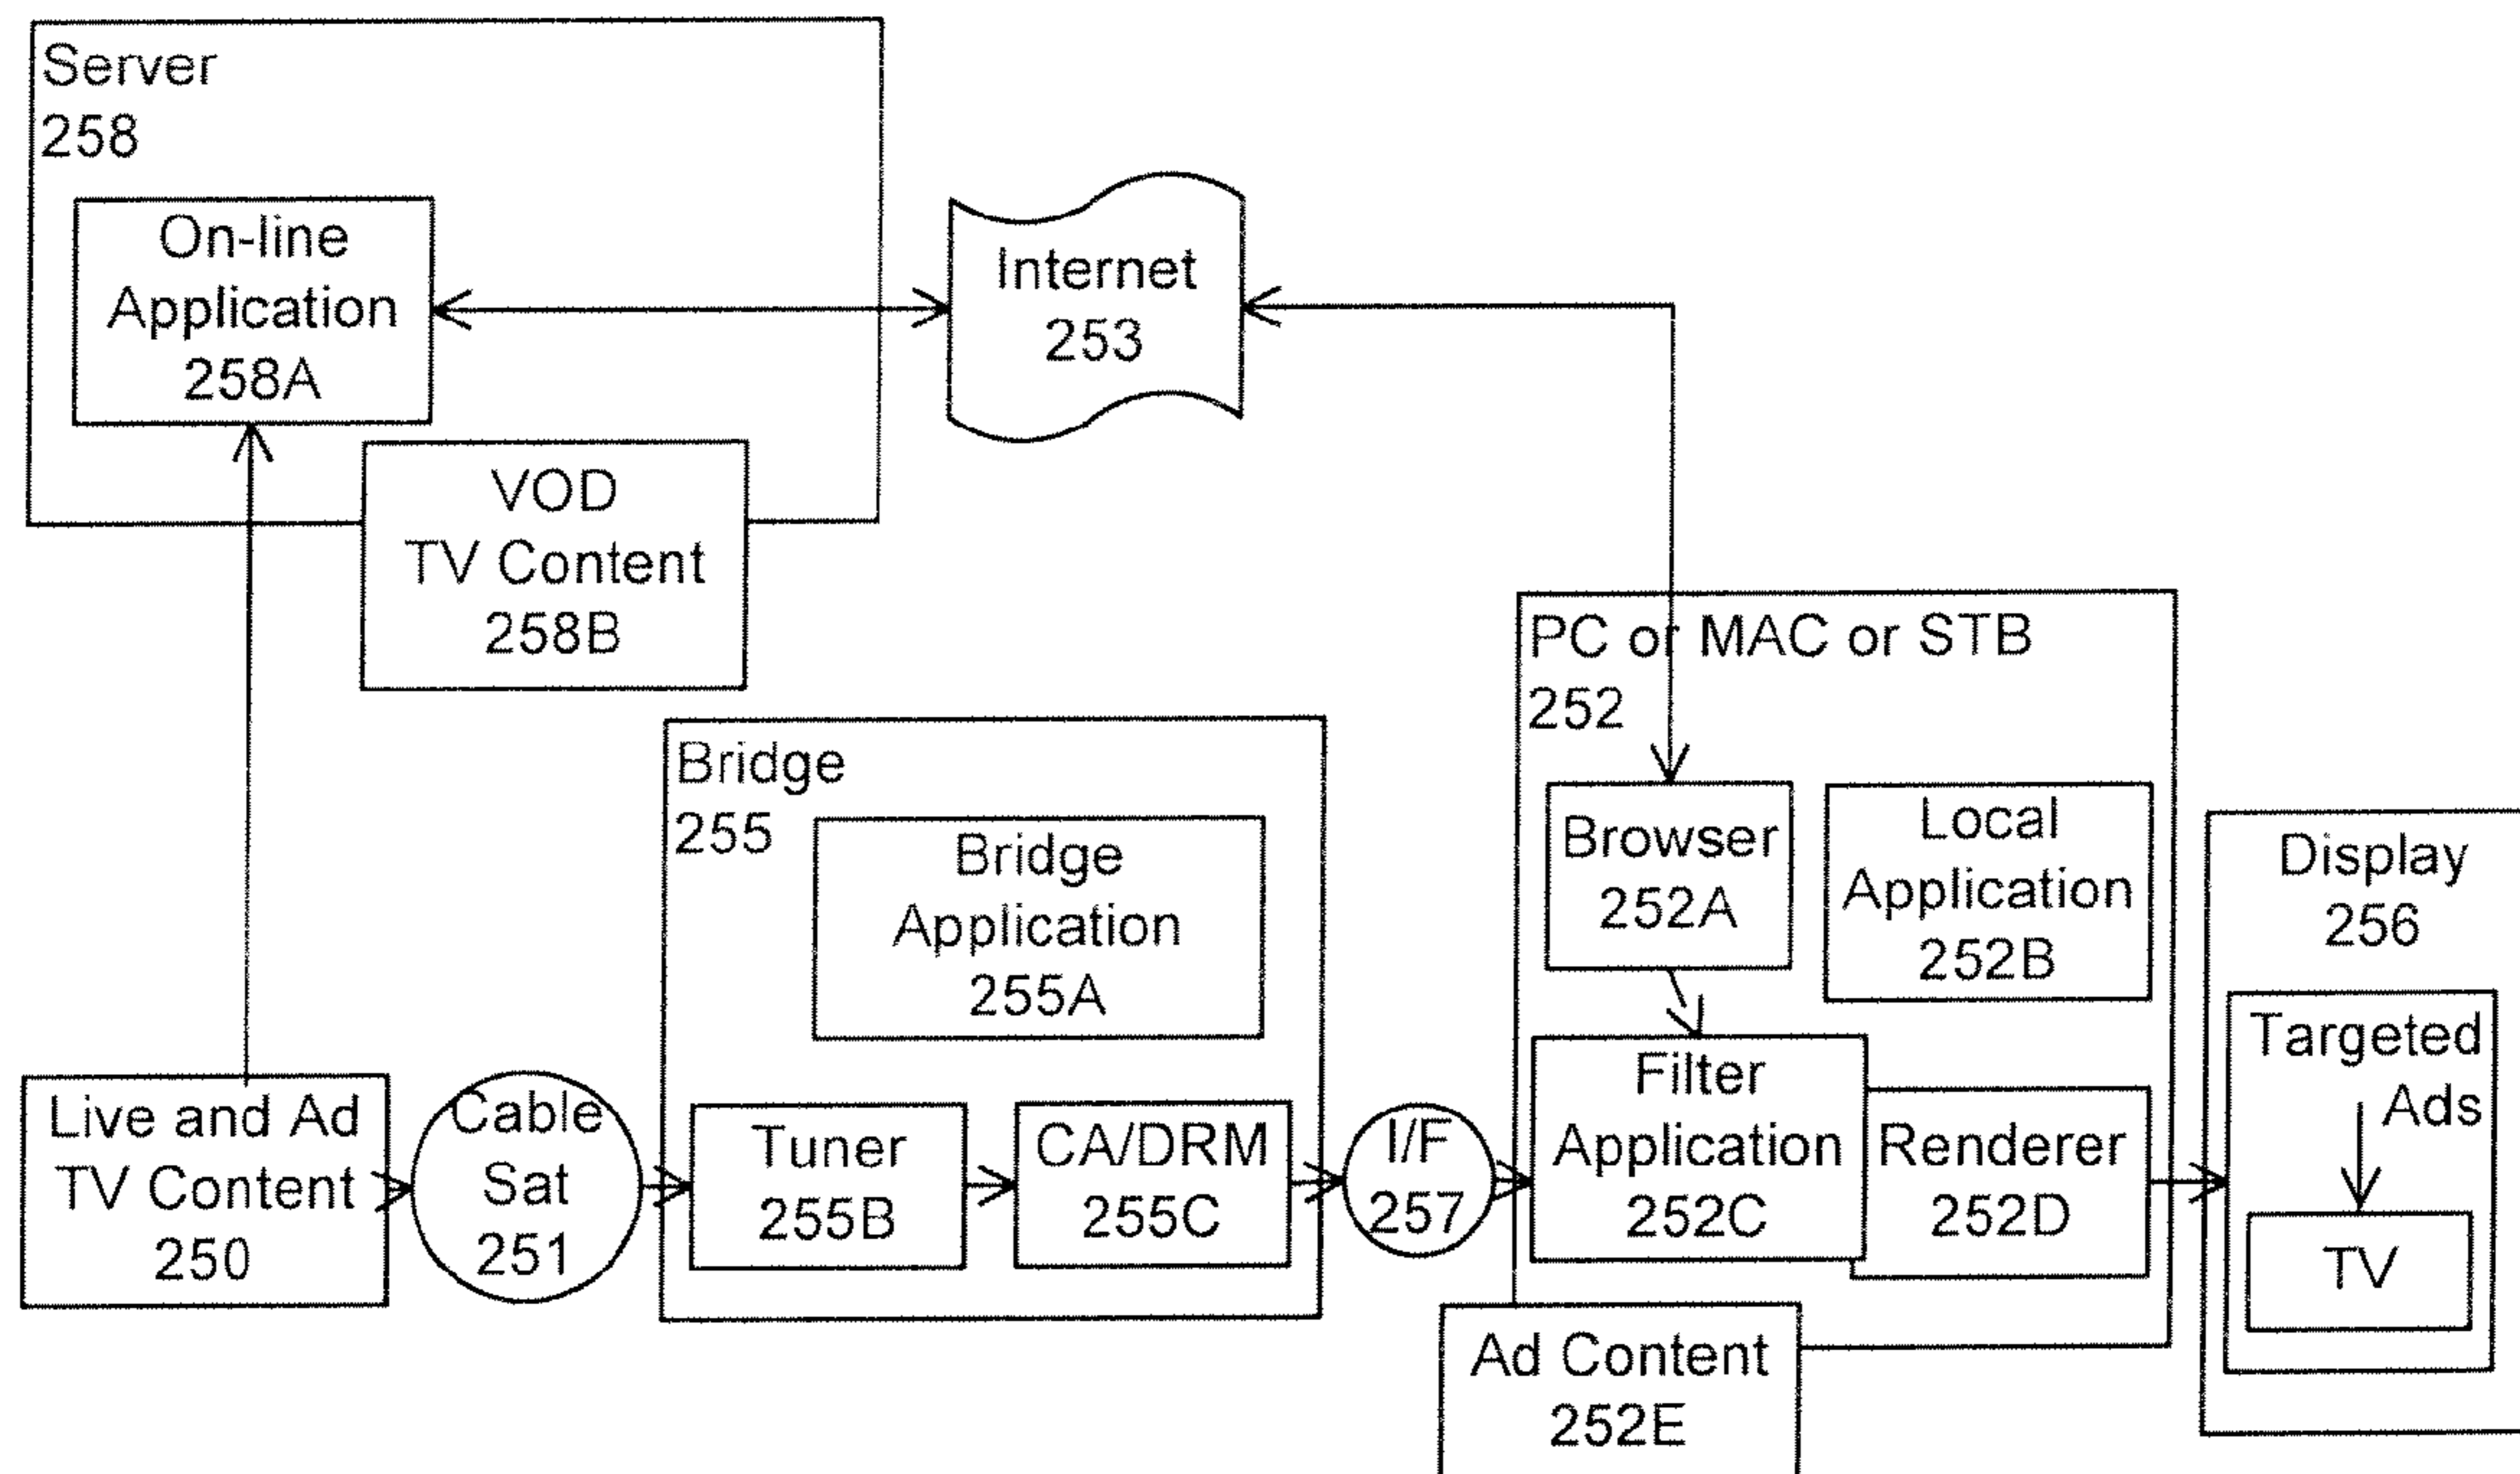 Server
258
On-line
Application
258A
Internet
253
VOD
TV Content
258B
PC or MAC or STB
252
Bridge
255
Bridge
Application
255A
Browser
252A
Local
Application
252B
Display
256
Live and Ad
TV Content
250
Cable
Sat
251
Tuner
255B
CA/DRM
255C
I/F
257
Filter
Application
252C
Renderer
252D
Targeted
Ads
TV
Ad Content
252E